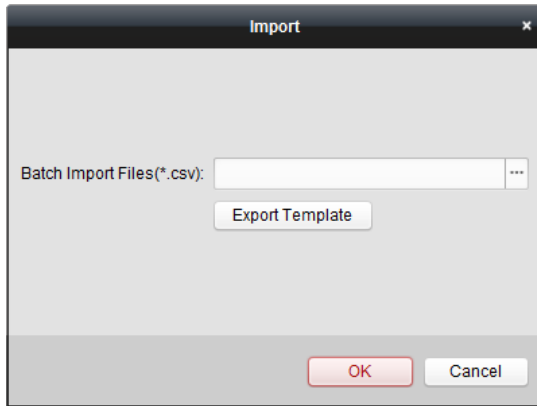 Import ×
Batch Import Files(*.csv): ...
Export Template
OK Cancel